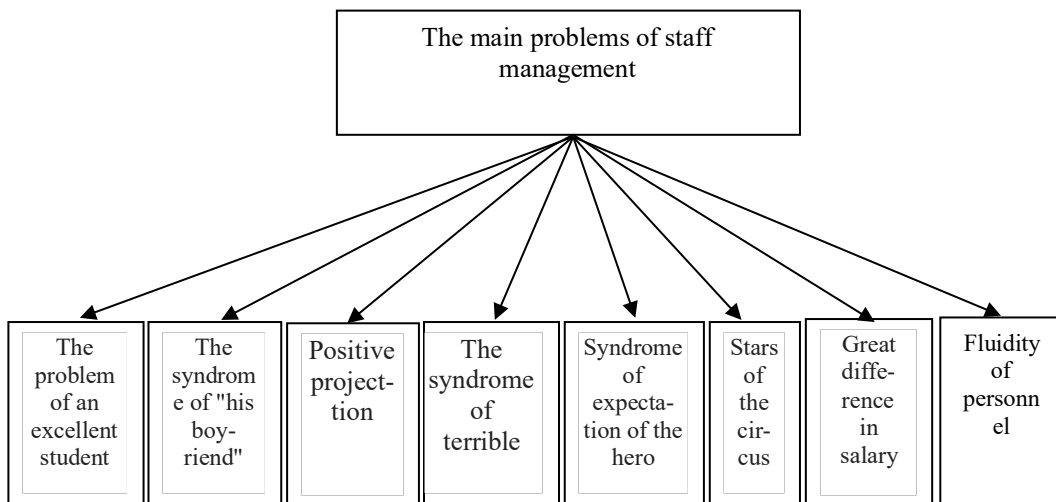 The main problems of staff
management
The
problem
of an
excellent
student
The
syndrom
e of "his
boy-
riend"
Positive
project-
tion
The
syndrome
of
terrible
Syndrome
of
expecta-
tion of the
hero
Stars
of
the
cir-
cus
Great
diffe-
rence
in
salary
Fluidity
of
personn
el